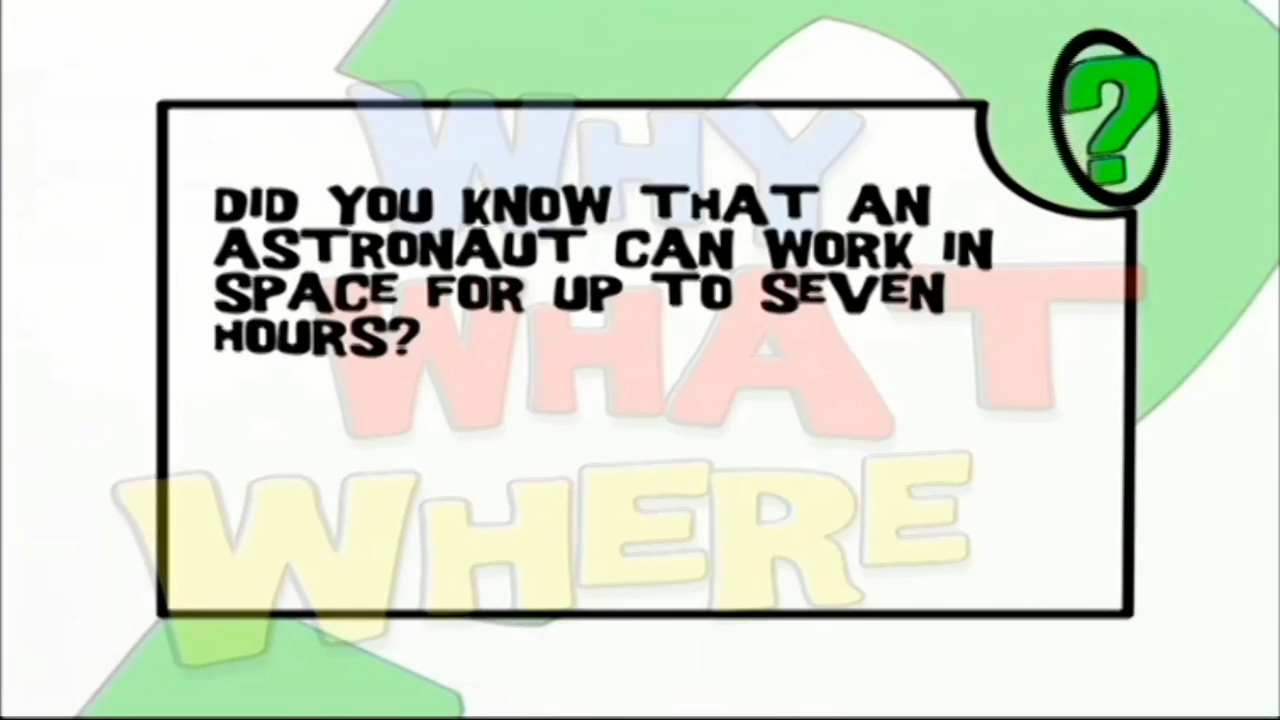 DID YOU KNOW THAT AN
ASTRONAUT CAN WORK IN
SPACE FOR UP TO SEVEN
HOURS?
?
WHY
WHAT
WHERE